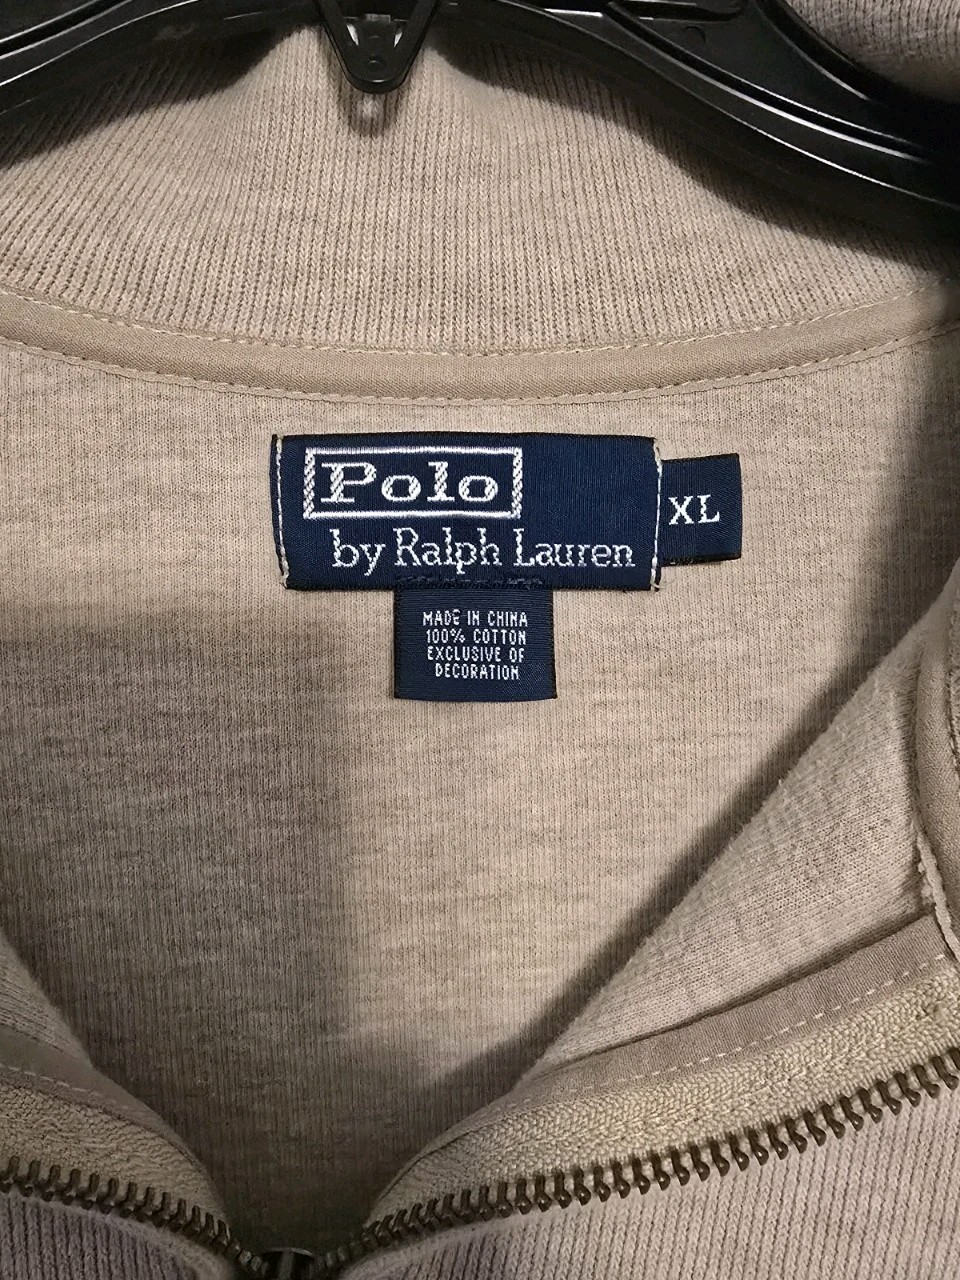 Polo
by Ralph Lauren
XL
MADE IN CHINA
100% COTTON
EXCLUSIVE OF
DECORATION